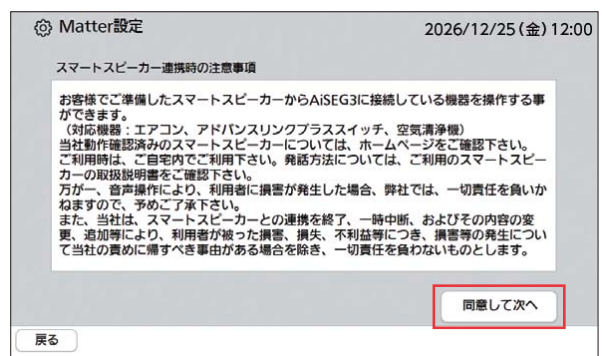 Matter設定
2026/12/25(金)12:00
スマートスピーカー連携時の注意事項
お客様でご準備したスマートスピーカーからAiSEG3に接続している機器を操作する事
ができます。
（対応機器：エアコン、アドバンスリンクプラススイッチ、空気清浄機）
当社動作確認済みのスマートスピーカーについては、ホームページをご確認下さい。
ご利用時は、ご自宅内でご利用下さい。発話方法については、ご利用のスマートスピー
カーの取扱説明書をご確認下さい。
万が一、音声操作により、利用者に損害が発生した場合、弊社では、一切責任を負いか
ねますので、予めご了承下さい。
また、当社は、スマートスピーカーとの連携を終了、一時中断、およびその内容の変
更、追加等により、利用者が被った損害、損失、不利益等につき、損害等の発生につい
て当社の責めに帰すべき事由がある場合を除き、一切責任を負わないものとします。
同意して次へ
戻る